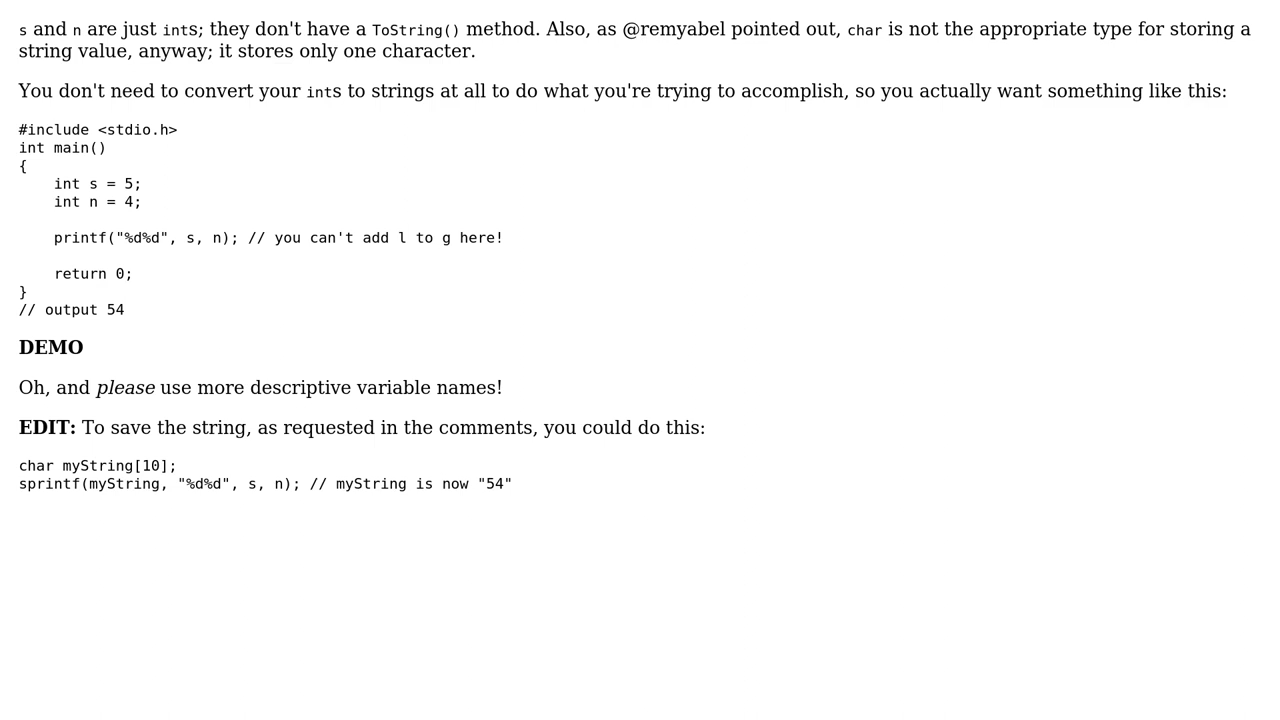 s and n are just ints; they don't have a ToString() method. Also, as @remyabel pointed out, char is not the appropriate type for storing a
string value, anyway; it stores only one character.
You don't need to convert your ints to strings at all to do what you're trying to accomplish, so you actually want something like this:
#include <stdio.h>
int main()
{
    int s = 5;
    int n = 4;
    printf("%d%d", s, n); // you can't add l to g here!
    return 0;
}
// output 54
DEMO
Oh, and please use more descriptive variable names!
EDIT: To save the string, as requested in the comments, you could do this:
char myString[10];
sprintf(myString, "%d%d", s, n); // myString is now "54"